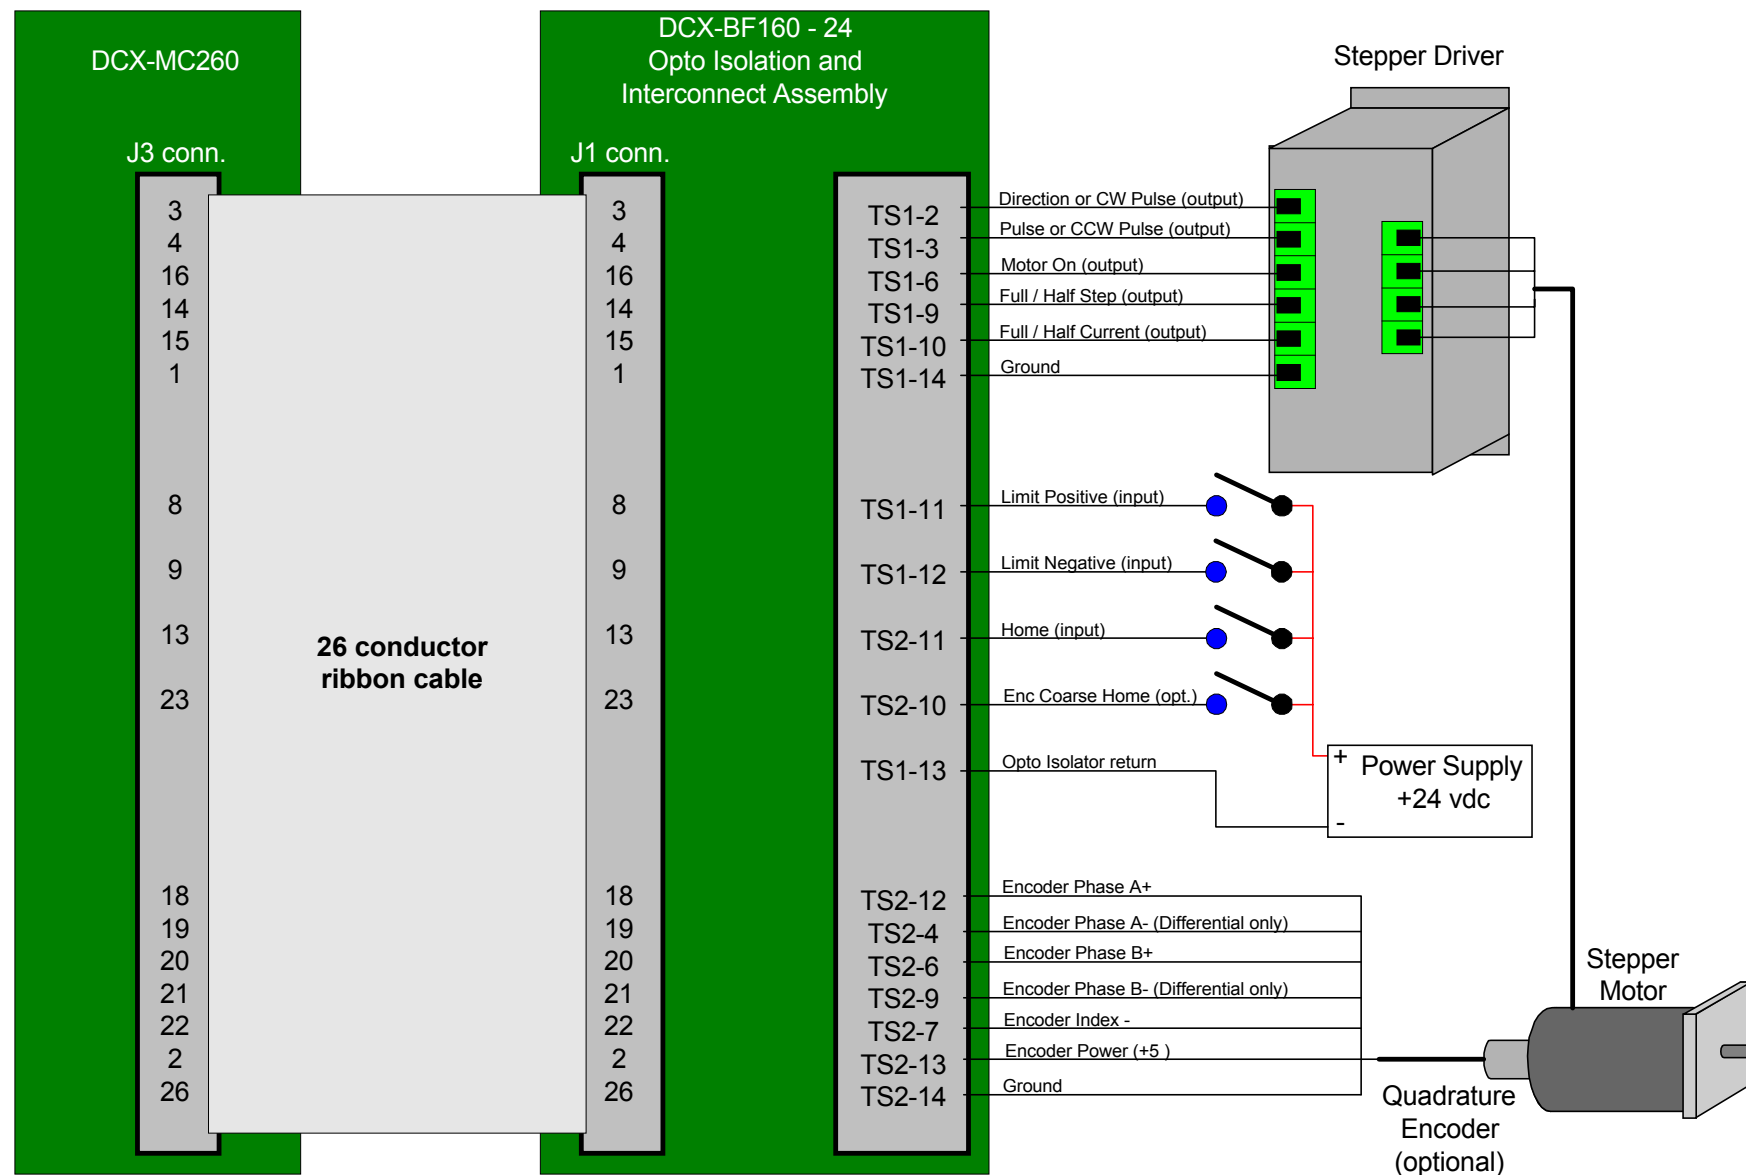 DCX-MC260
J3 conn.
3
4
16
14
15
1
8
9
13
23
18
19
20
21
22
2
26
26 conductor
ribbon cable
DCX-BF160 - 24
Opto Isolation and
Interconnect Assembly
J1 conn.
3
4
16
14
15
1
8
9
13
23
18
19
20
21
22
2
26
TS1-2
TS1-3
TS1-6
TS1-9
TS1-10
TS1-14
TS1-11
TS1-12
TS2-11
TS2-10
TS1-13
TS2-12
TS2-4
TS2-6
TS2-9
TS2-7
TS2-13
TS2-14
Direction or CW Pulse (output)
Pulse or CCW Pulse (output)
Motor On (output)
Full / Half Step (output)
Full / Half Current (output)
Ground
Limit Positive (input)
Limit Negative (input)
Home (input)
Enc Coarse Home (opt.)
Opto Isolator return
Encoder Phase A+
Encoder Phase A- (Differential only)
Encoder Phase B+
Encoder Phase B- (Differential only)
Encoder Index -
Encoder Power (+5 )
Ground
Stepper Driver
+
Power Supply
+24 vdc
-
Stepper
Motor
Quadrature
Encoder
(optional)